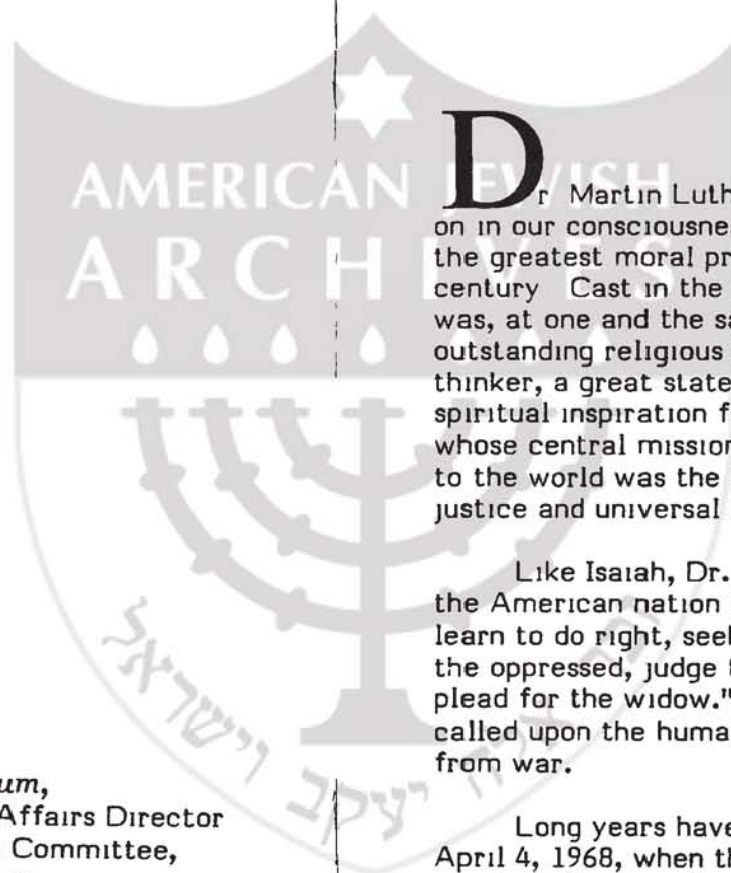 AMERICAN JEWISH
ARCHIVES
אלה יעקב וישראל
um,
Affairs Director
Committee,
Dr Martin Luth
on in our consciousne
the greatest moral pr
century Cast in the
was, at one and the sa
outstanding religious
thinker, a great state
spiritual inspiration f
whose central mission
to the world was the
justice and universal
Like Isaiah, Dr.
the American nation
learn to do right, seek
the oppressed, judge t
plead for the widow."
called upon the huma
from war.
Long years have
April 4, 1968, when th